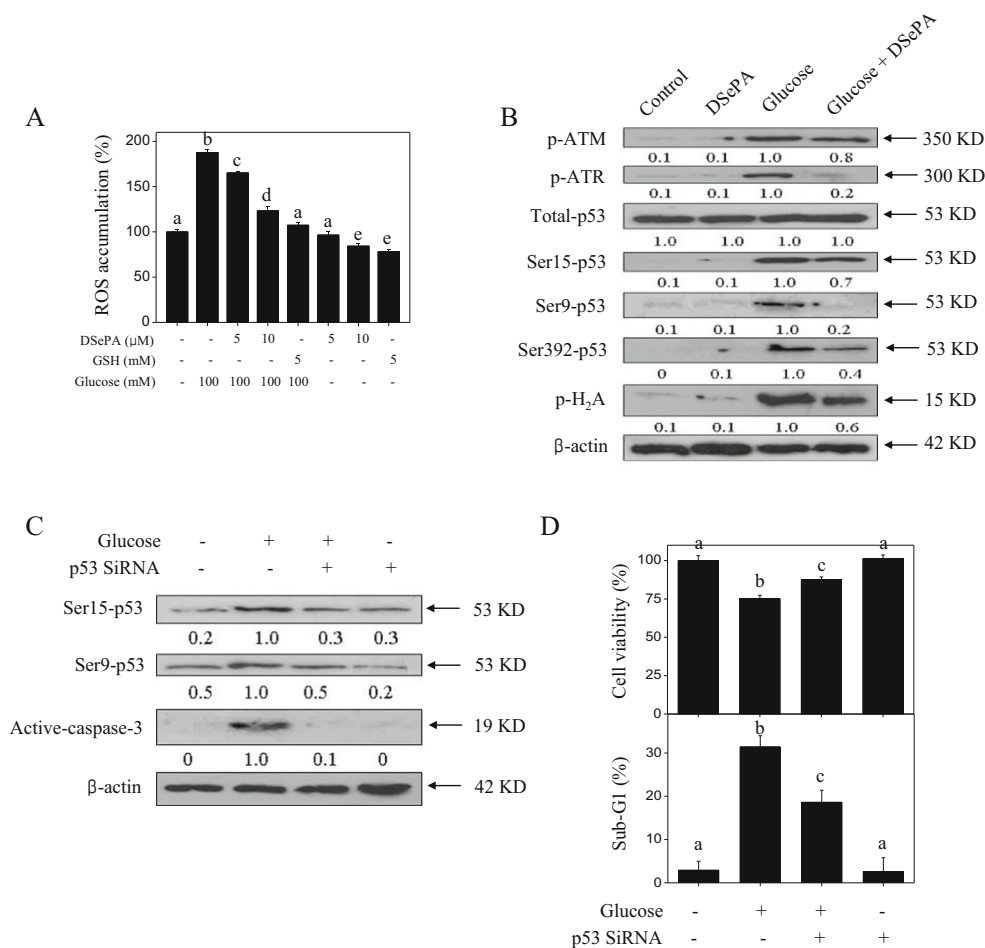 A
ROS accumulation (%)
200
150
100
50
0
a b c d a a e e
DSePA (μM) - - 5 10 - 5 10 -
GSH (mM) - - - - 5 - - 5
Glucose (mM) - 100 100 100 100 - - -
B
Control DSePA Glucose Glucose + DSePA
p-ATM 350 KD
0.1 0.1 1.0 0.8
p-ATR 300 KD
0.1 0.1 1.0 0.2
Total-p53 53 KD
1.0 1.0 1.0 1.0
Ser15-p53 53 KD
0.1 0.1 1.0 0.7
Ser9-p53 53 KD
0.1 0.1 1.0 0.2
Ser392-p53 53 KD
0 0.1 1.0 0.4
p-H₂A 15 KD
0.1 0.1 1.0 0.6
β-actin 42 KD
C
Glucose - + + -
p53 SiRNA - - + +
Ser15-p53 53 KD
0.2 1.0 0.3 0.3
Ser9-p53 53 KD
0.5 1.0 0.5 0.2
Active-caspase-3 19 KD
0 1.0 0.1 0
β-actin 42 KD
D
Cell viability (%)
100
75
50
25
0
a b c a
Sub-G1 (%)
30
20
10
0
a b c a
Glucose - + + -
p53 SiRNA - - + +